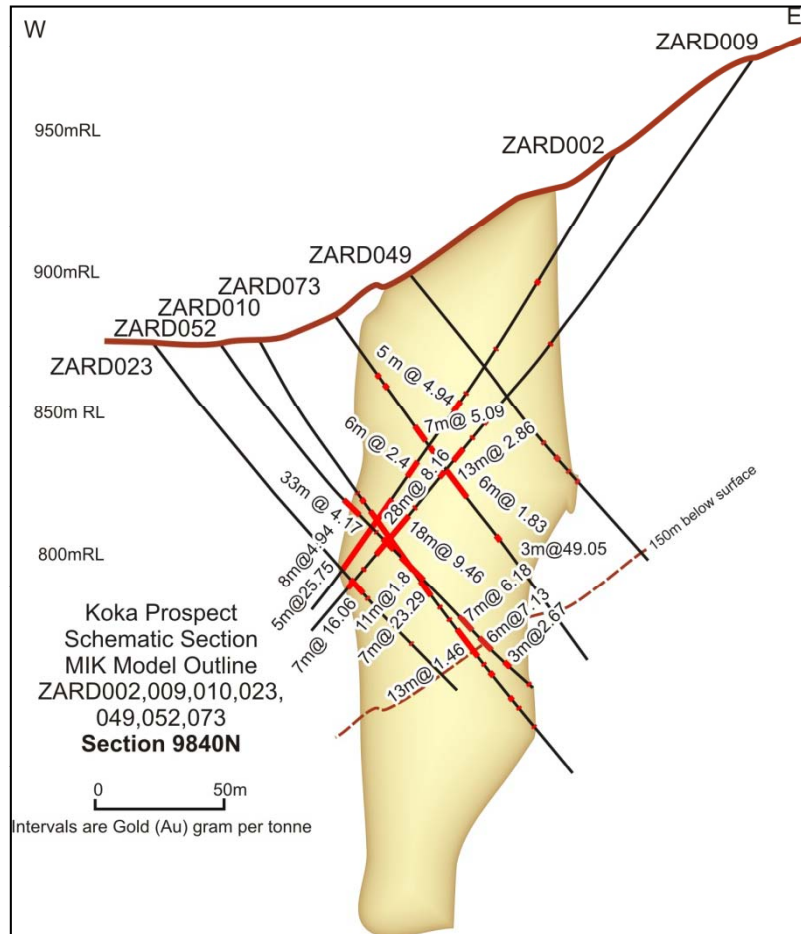 W
E
ZARD009
950mRL
ZARD002
ZARD049
900mRL
ZARD073
ZARD010
ZARD052
ZARD023
850m RL
5 m @ 4.94
7m@ 5.09
6m @ 2.4
13m@ 2.86
28m@ 8.16
6m@ 1.83
33m @ 4.17
18m@ 9.46
3m@49.05
150m below surface
8m@4.94
800mRL
5m@25.75
11m@1.8
7m@ 6.18
7m@ 16.06
7m@ 23.29
6m@7.13
3m@2.67
13m@ 1.46
Koka Prospect
Schematic Section
MIK Model Outline
ZARD002,009,010,023,
049,052,073
Section 9840N
0 50m
Intervals are Gold (Au) gram per tonne